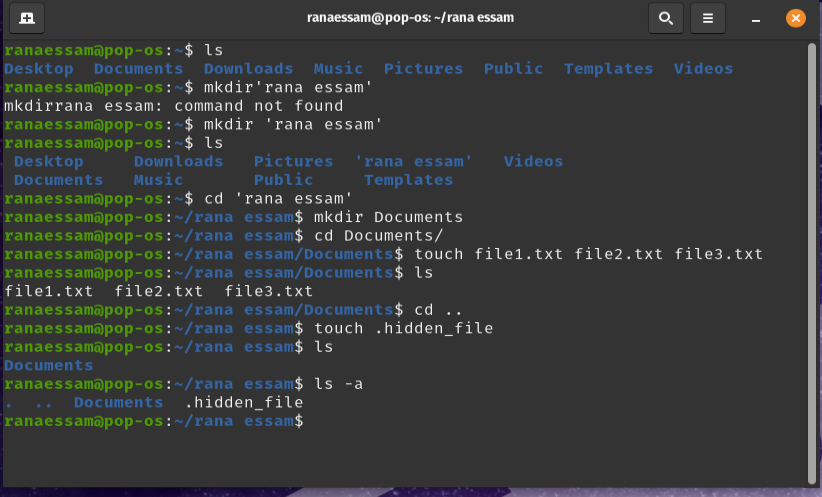 ranaessam@pop-os: ~/rana essam
ranaessam@pop-os:~$ ls
Desktop  Documents  Downloads  Music  Pictures  Public  Templates  Videos
ranaessam@pop-os:~$ mkdir'rana essam'
mkdirrana essam: command not found
ranaessam@pop-os:~$ mkdir 'rana essam'
ranaessam@pop-os:~$ ls
 Desktop     Downloads   Pictures  'rana essam'   Videos
 Documents   Music       Public     Templates
ranaessam@pop-os:~$ cd 'rana essam'
ranaessam@pop-os:~/rana essam$ mkdir Documents
ranaessam@pop-os:~/rana essam$ cd Documents/
ranaessam@pop-os:~/rana essam/Documents$ touch file1.txt file2.txt file3.txt
ranaessam@pop-os:~/rana essam/Documents$ ls
file1.txt  file2.txt  file3.txt
ranaessam@pop-os:~/rana essam/Documents$ cd ..
ranaessam@pop-os:~/rana essam$ touch .hidden_file
ranaessam@pop-os:~/rana essam$ ls
Documents
ranaessam@pop-os:~/rana essam$ ls -a
.  ..  Documents  .hidden_file
ranaessam@pop-os:~/rana essam$